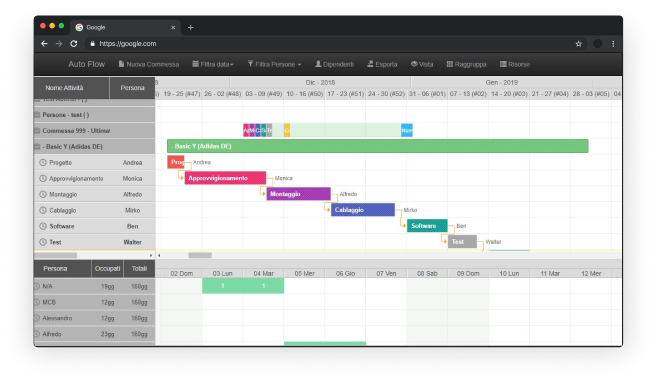 Google × +
https://google.com
Auto Flow Nuova Commessa Filtra data Filtra Persone Dipendenti Esporta Vista Raggruppa Risorse
Nome Attività Persona Dic - 2018 Gen - 2019
19 - 25 (#47) 26 - 02 (#48) 03 - 09 (#49) 10 - 16 (#50) 17 - 23 (#51) 24 - 30 (#52) 31 - 06 (#01) 07 - 13 (#02) 14 - 20 (#03) 21 - 27 (#04) 28 - 03 (#05) 04
Persona - test ( )
Commessa 999 - Ultimar
- Basic Y (Adidas DE) - Basic Y (Adidas DE)
Progetto Andrea Prog Andrea
Approvvigionamento Monica Approvvigionamento Monica
Montaggio Alfredo Montaggio Alfredo
Cablaggio Mirko Cablaggio Mirko
Software Ben Software Ben
Test Walter Test Walter
Persona Occupati Totali 02 Dom 03 Lun 04 Mar 05 Mer 06 Gio 07 Ven 08 Sab 09 Dom 10 Lun 11 Mar 12 Mer
N/A 19gg 160gg 1 1
MCB 12gg 160gg
Alessandro 12gg 160gg
Alfredo 23gg 160gg